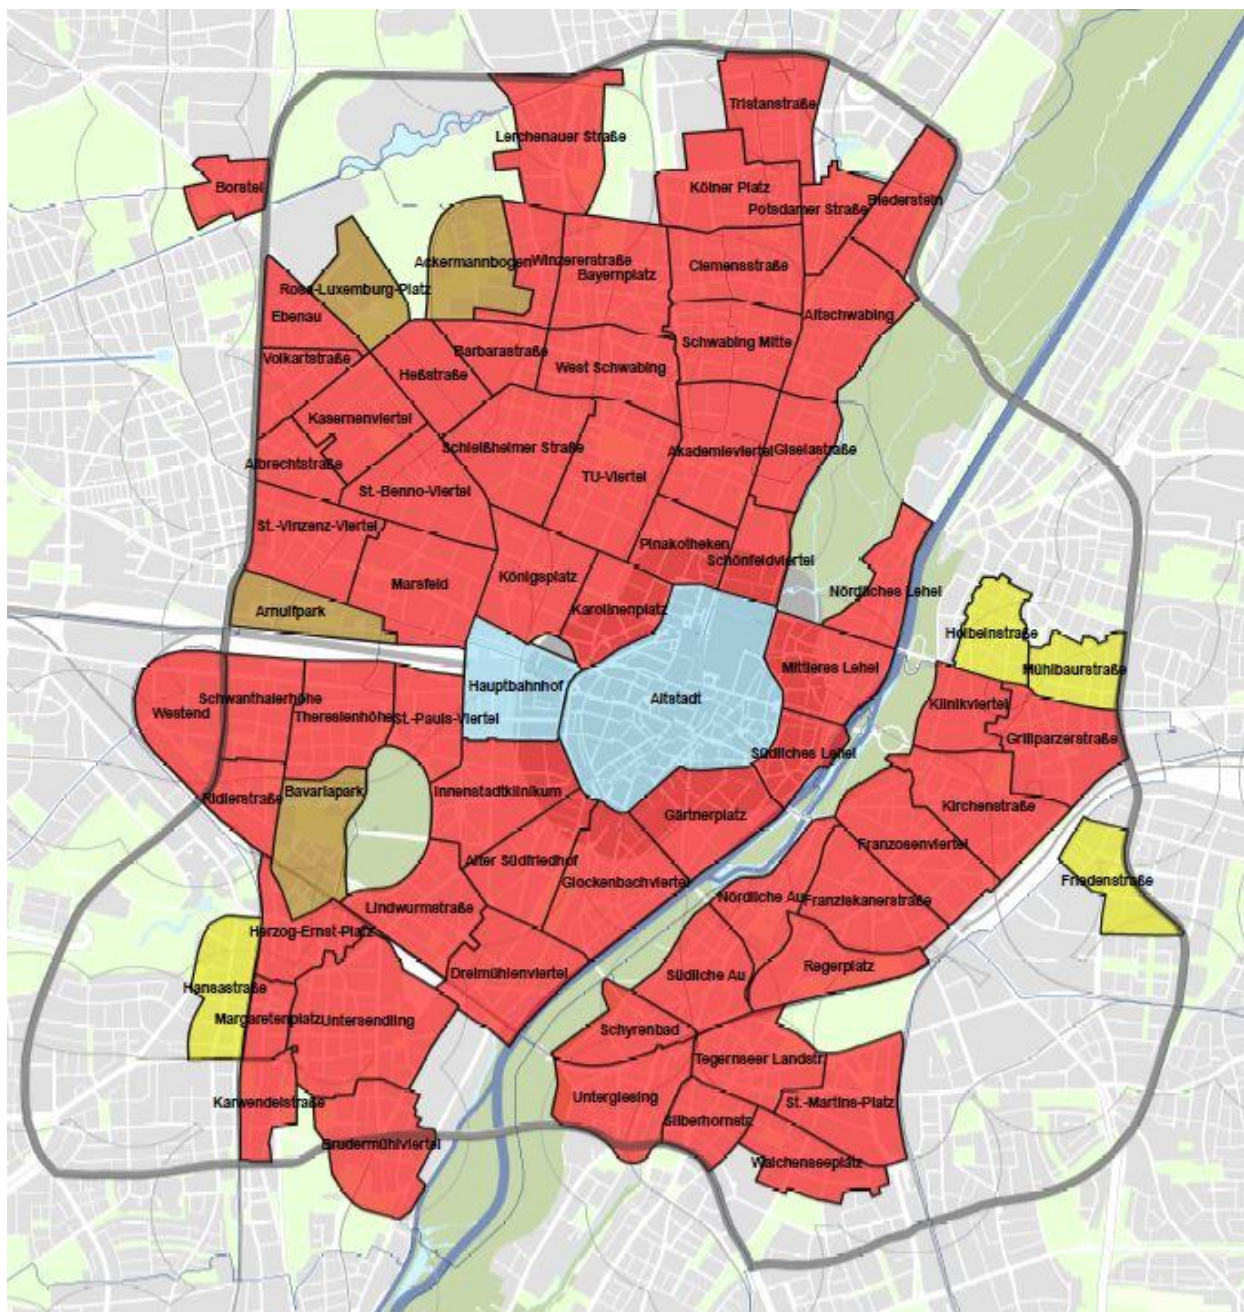 Tristanstraße
Lerchenauer Straße
Borstei
Kölner Platz
Biederstein
Potsdamer Straße
Ackermannbogen
Winzererstraße
Clemensstraße
Bayernplatz
Rosa-Luxemburg-Platz
Ebenau
Altschwabing
Schwabing Mitte
Barbarastraße
Volkartstraße
West Schwabing
Heßstraße
Kasernenviertel
Schleißheimer Straße
Akademieviertel
Giselastraße
Albrechtstraße
TU-Viertel
St.-Benno-Viertel
St.-Vinzenz-Viertel
Pinakotheken
Schönfeldviertel
Königsplatz
Marsfeld
Nördliches Lehel
Arnulfpark
Karolinenplatz
Holbeinstraße
Mittleres Lehel
Mühlbaurstraße
Hauptbahnhof
Altstadt
Schwanthalerhöhe
Klinikviertel
Westend
Theresienhöhe
St.-Pauls-Viertel
Grillparzerstraße
Südliches Lehel
Bavariapark
Innenstadtklinikum
Ridlerstraße
Kirchenstraße
Gärtnerplatz
Franzosenviertel
Alter Südfriedhof
Glockenbachviertel
Friedenstraße
Nördliche Au
Franziskanerstraße
Lindwurmstraße
Herzog-Ernst-Platz
Regerplatz
Dreimühlenviertel
Südliche Au
Hansastraße
Margaretenplatz
Untersendling
Schyrenbad
Tegernseer Landstr.
Untergiesing
Karwendelstraße
St.-Martins-Platz
Silberhornstr.
Brudermühlviertel
Walchenseeplatz